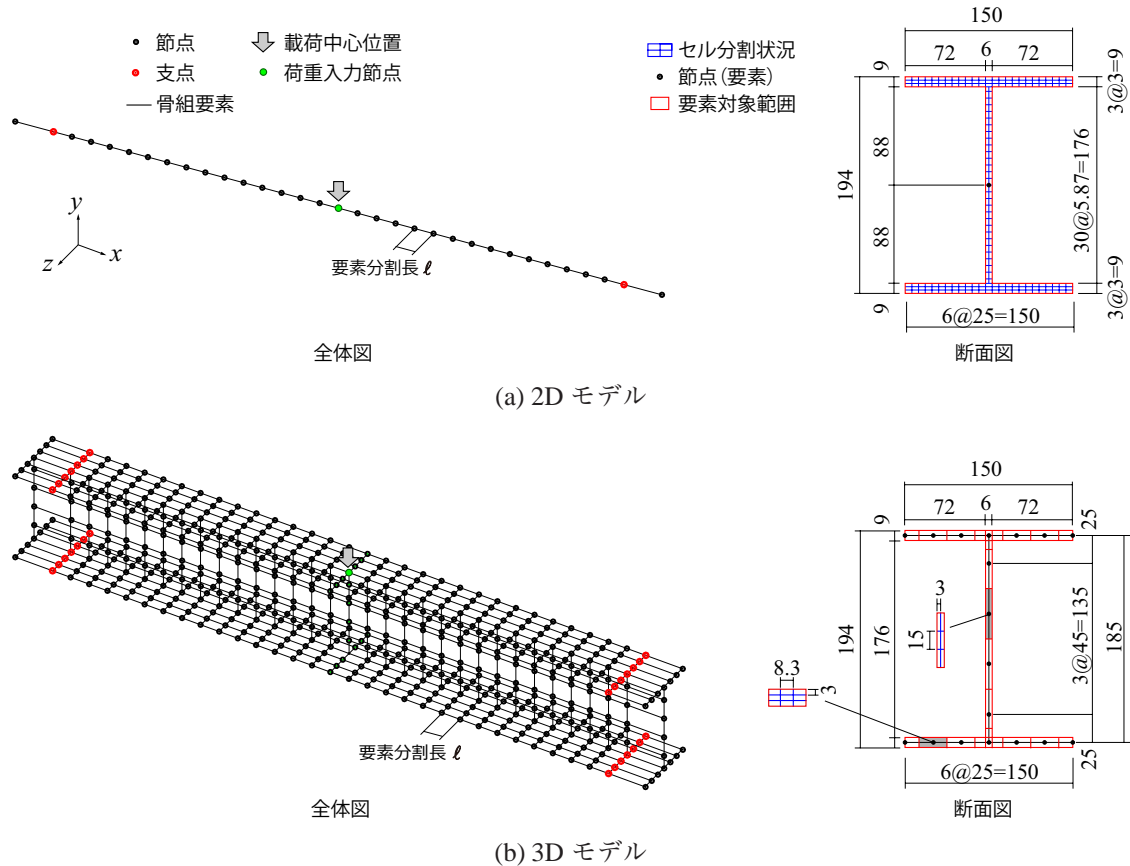 節点
載荷中心位置
支点
荷重入力節点
骨組要素
y
x
z
要素分割長 ℓ
全体図
セル分割状況
節点(要素)
要素対象範囲
150
72
6
72
9
88
88
194
9
3@3=9
30@5.87=176
3@3=9
6@25=150
断面図
(a) 2D モデル
要素分割長 ℓ
全体図
150
72
6
72
9
25
194
176
3
15
8.3
3
3@45=135
185
25
6@25=150
断面図
(b) 3D モデル